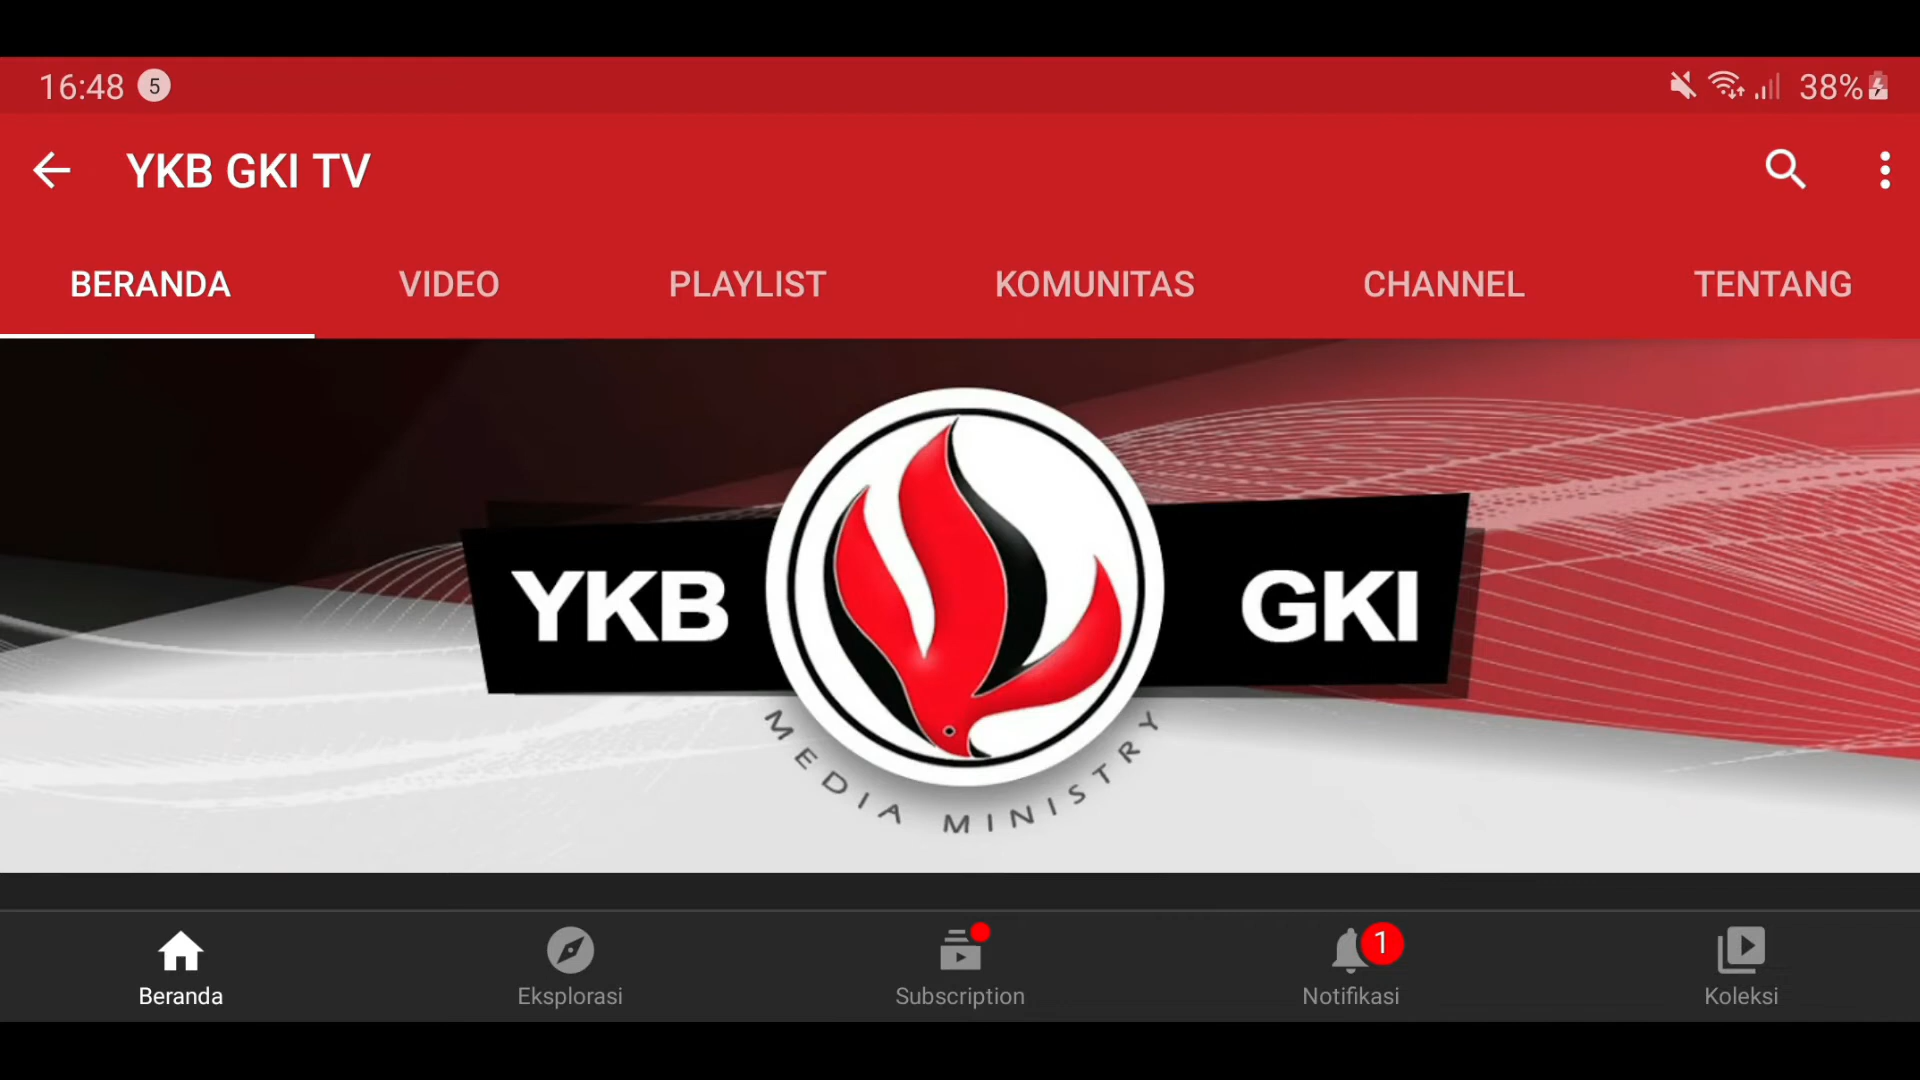 16:48 5 38%
YKB GKI TV
BERANDA VIDEO PLAYLIST KOMUNITAS CHANNEL TENTANG
YKB GKI
MEDIA MINISTRY
1
Beranda Eksplorasi Subscription Notifikasi Koleksi